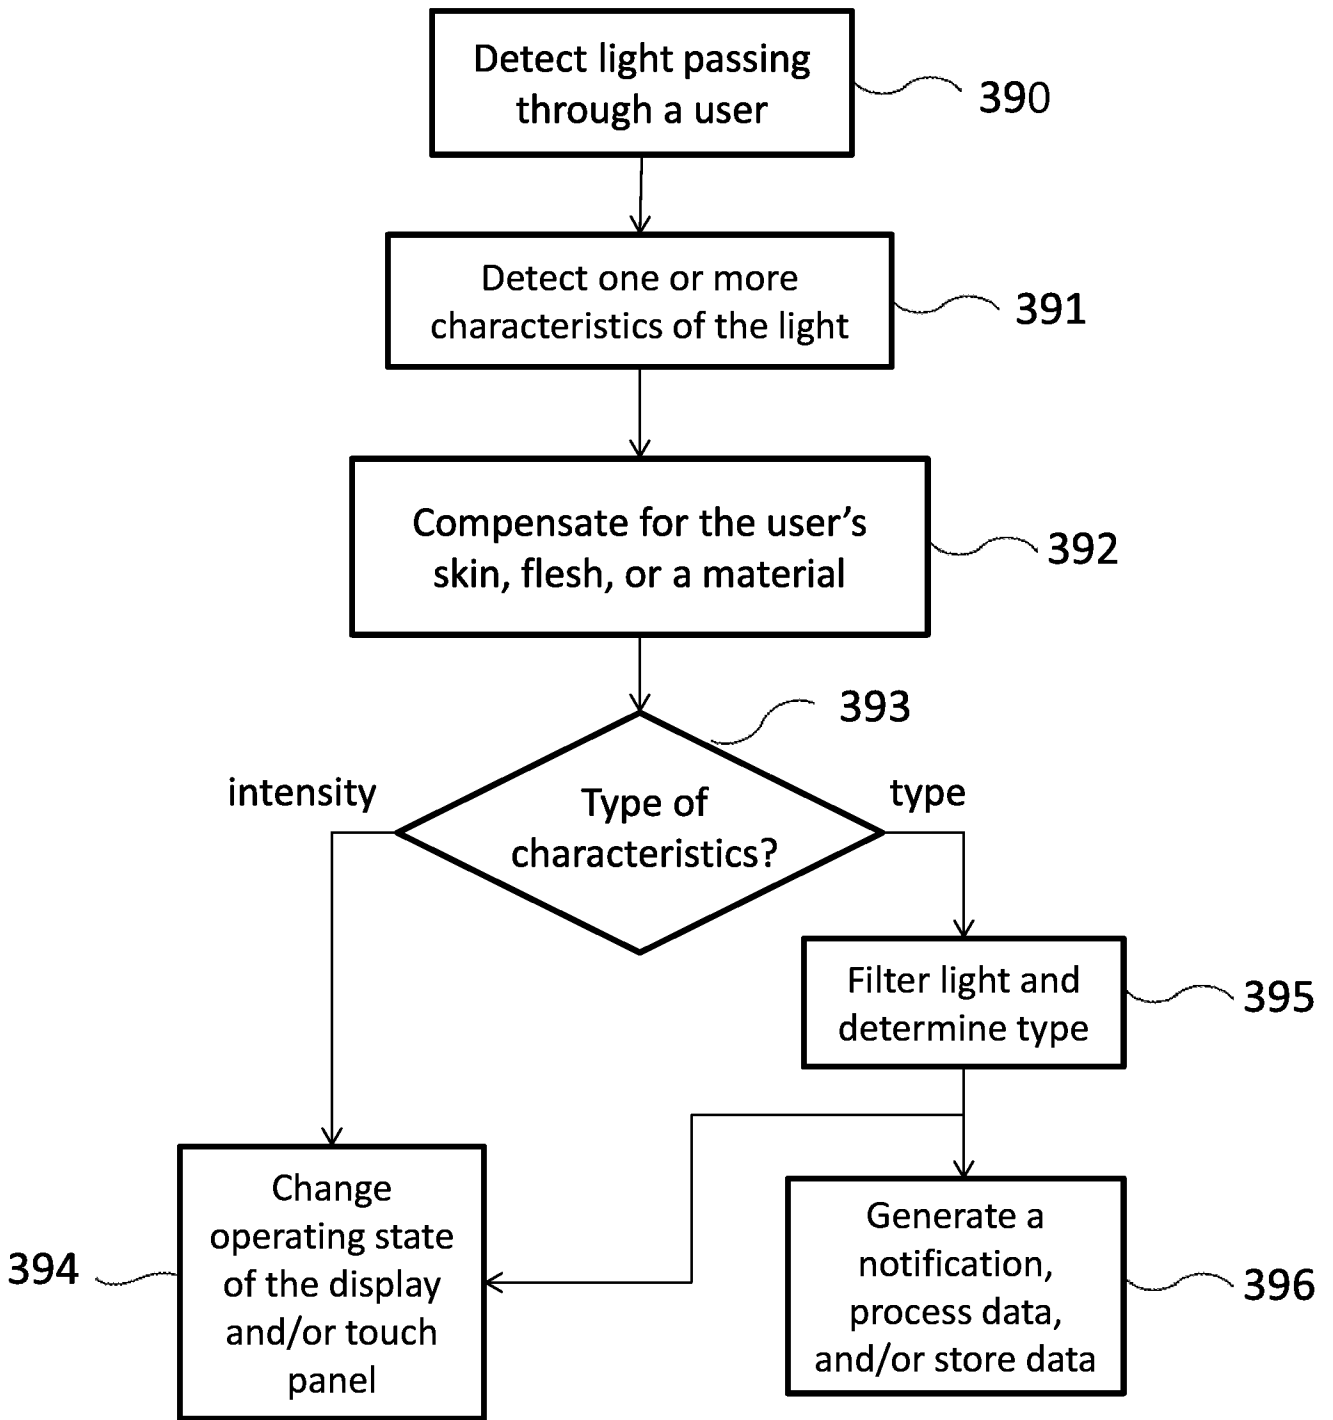 Detect light passing
through a user
390
Detect one or more
characteristics of the light
391
Compensate for the user's
skin, flesh, or a material
392
393
intensity
Type of
characteristics?
type
Filter light and
determine type
395
Change
operating state
of the display
and/or touch
panel
394
Generate a
notification,
process data,
and/or store data
396